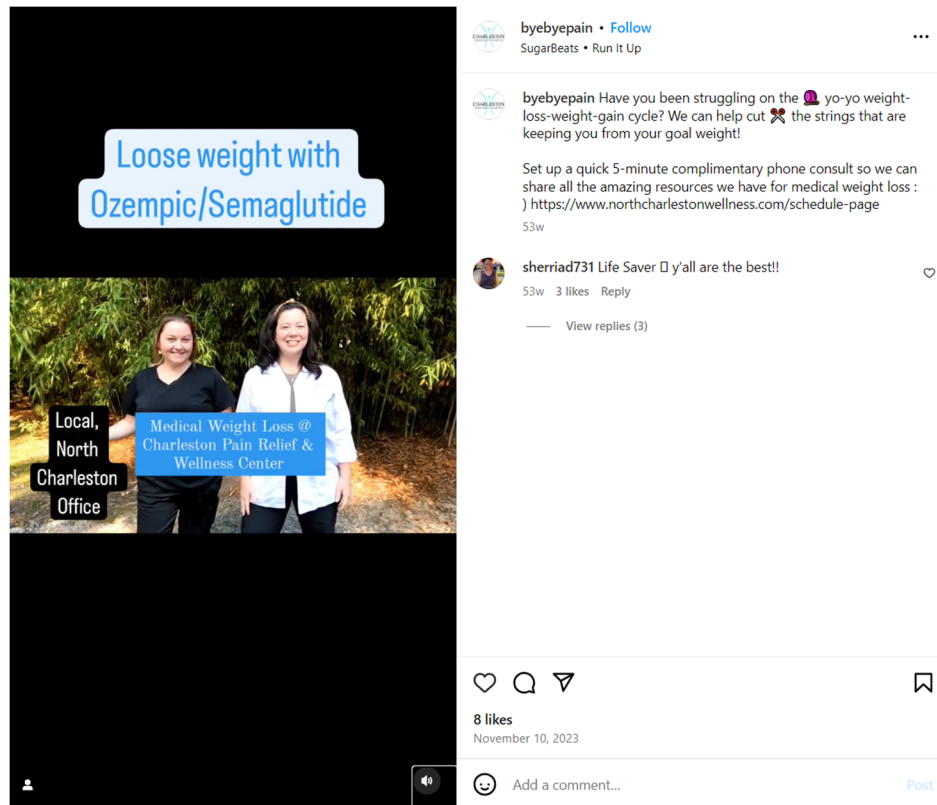 Loose weight with
Ozempic/Semaglutide
Local,
North
Charleston
Office
Medical Weight Loss @
Charleston Pain Relief &
Wellness Center
byebyepain • Follow
SugarBeats • Run It Up
CHARLESTON
byebyepain Have you been struggling on the 🔮 yo-yo weight-
loss-weight-gain cycle? We can help cut ✂ the strings that are
keeping you from your goal weight!
Set up a quick 5-minute complimentary phone consult so we can
share all the amazing resources we have for medical weight loss :
) https://www.northcharlestonwellness.com/schedule-page
53w
sherriad731 Life Saver ▯ y'all are the best!!
53w 3 likes Reply
View replies (3)
8 likes
November 10, 2023
Add a comment...
Post